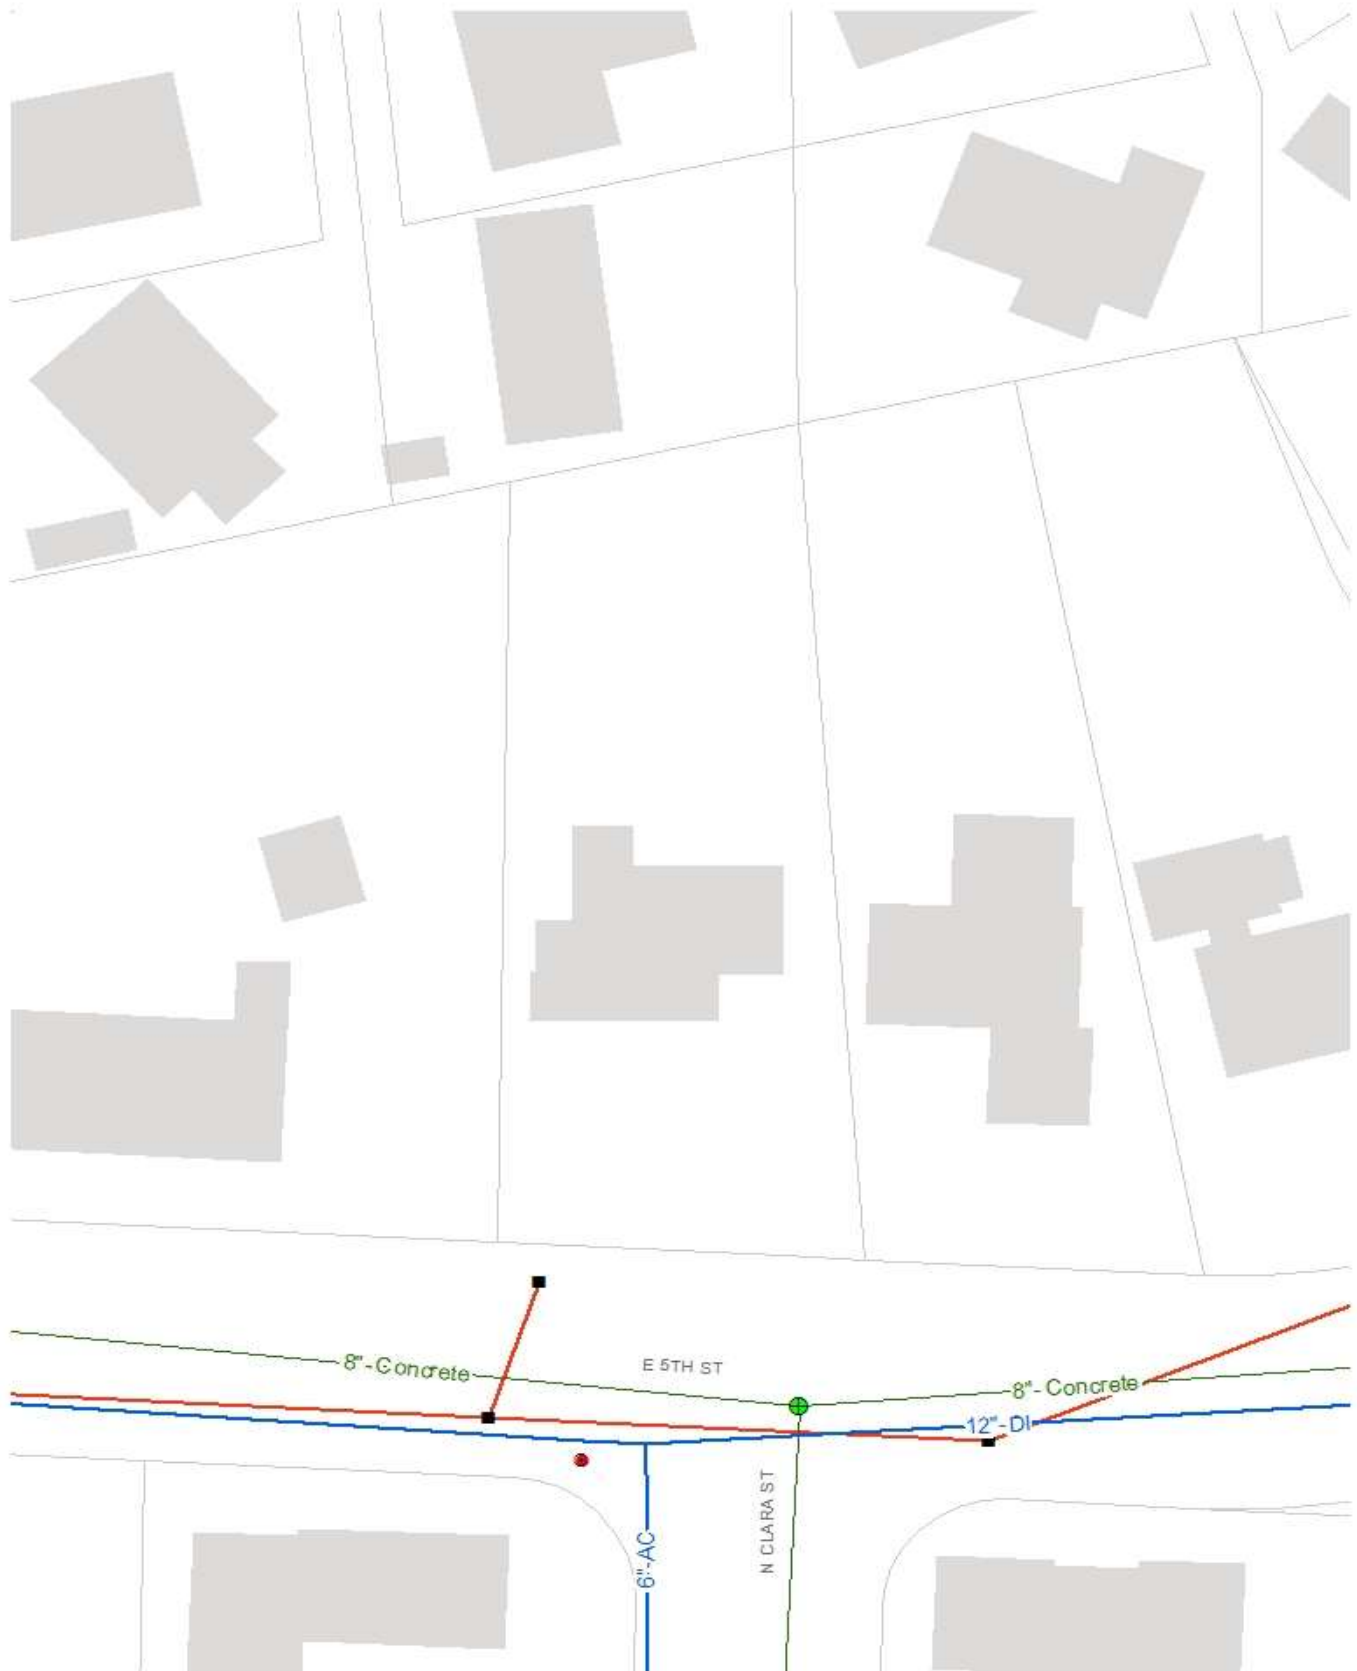 E 5TH ST
8"-Concrete
8"- Concrete
12"-DI
N CLARA ST
6"-AC